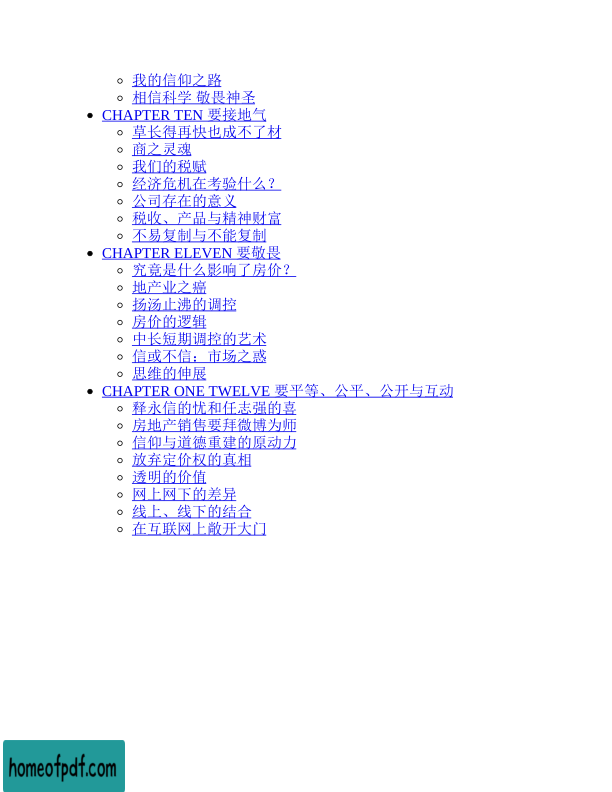 我的信仰之路
相信科学 敬畏神圣
CHAPTER TEN 要接地气
草长得再快也成不了材
商之灵魂
我们的税赋
经济危机在考验什么？
公司存在的意义
税收、产品与精神财富
不易复制与不能复制
CHAPTER ELEVEN 要敬畏
究竟是什么影响了房价？
地产业之癌
扬汤止沸的调控
房价的逻辑
中长短期调控的艺术
信或不信：市场之惑
思维的伸展
CHAPTER ONE TWELVE 要平等、公平、公开与互动
释永信的忧和任志强的喜
房地产销售要拜微博为师
信仰与道德重建的原动力
放弃定价权的真相
透明的价值
网上网下的差异
线上、线下的结合
在互联网上敞开大门
homeofpdf.com